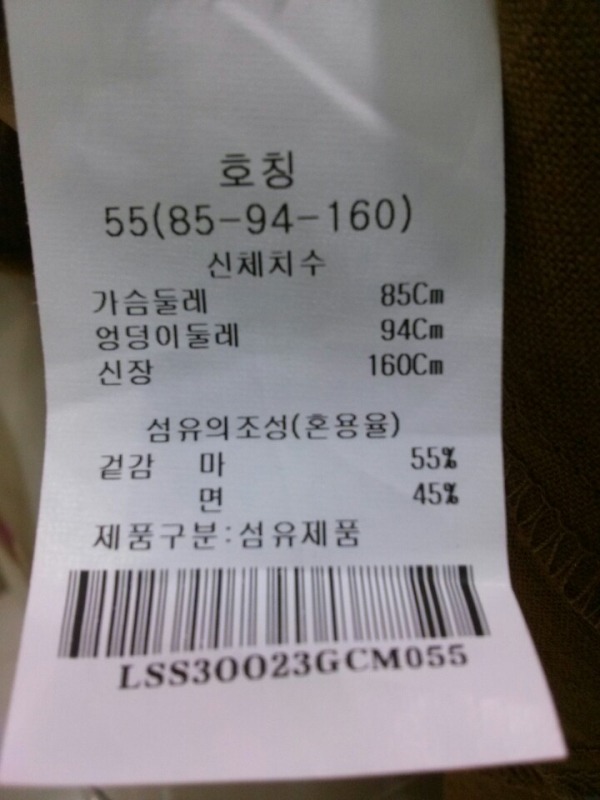 호칭
55(85-94-160)
신체치수
가슴둘레 85Cm
엉덩이둘레 94Cm
신장 160Cm
섬유의조성(혼용율)
겉감 마 55%
면 45%
제품구분:섬유제품
LSS3OO23GCM055